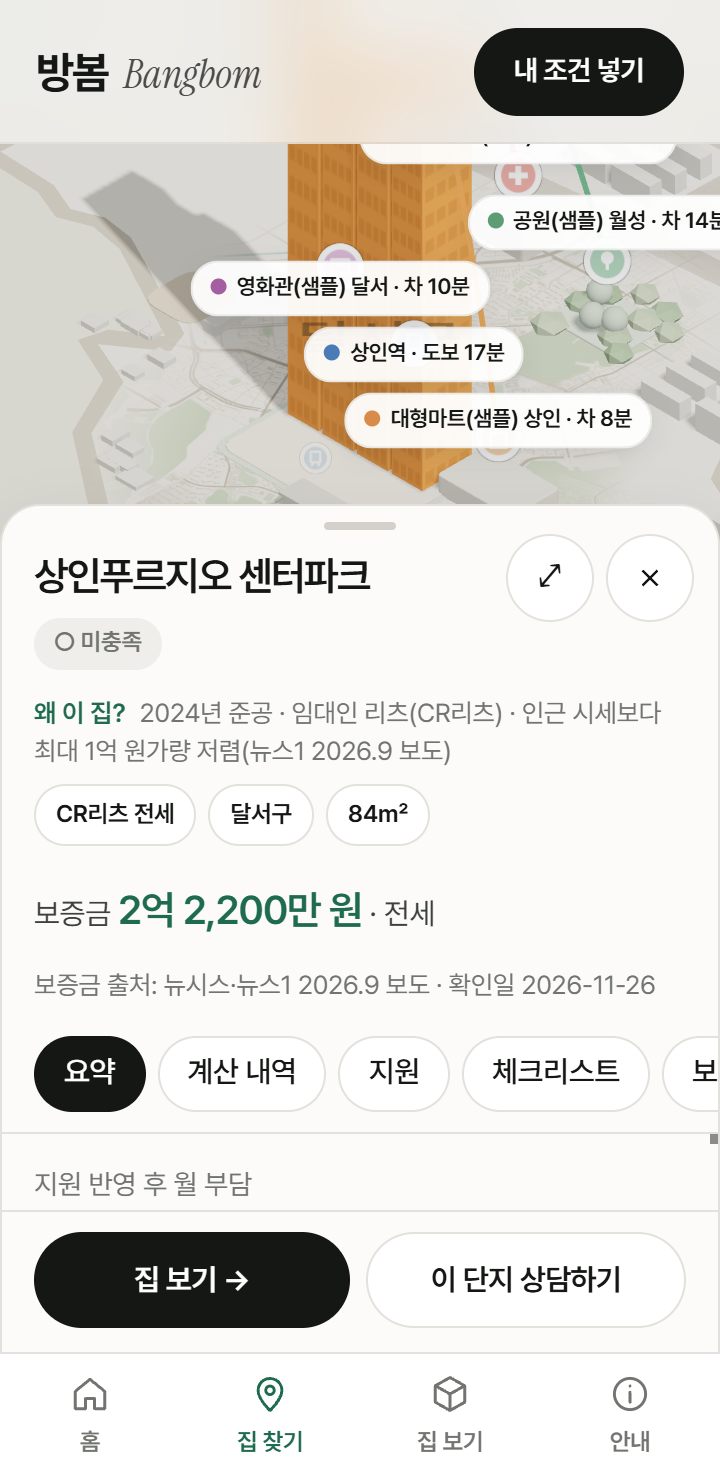 방봄 Bangbom
내 조건 넣기
공원(샘플) 월성 · 차 14분
영화관(샘플) 달서 · 차 10분
상인역 · 도보 17분
대형마트(샘플) 상인 · 차 8분
상인푸르지오 센터파크
미충족
왜 이 집? 2024년 준공 · 임대인 리츠(CR리츠) · 인근 시세보다
최대 1억 원가량 저렴(뉴스1 2026.9 보도)
CR리츠 전세
달서구
84m²
보증금 2억 2,200만 원 · 전세
보증금 출처: 뉴시스·뉴스1 2026.9 보도 · 확인일 2026-11-26
요약
계산 내역
지원
체크리스트
보
지원 반영 후 월 부담
집 보기 →
이 단지 상담하기
홈
집 찾기
집 보기
안내